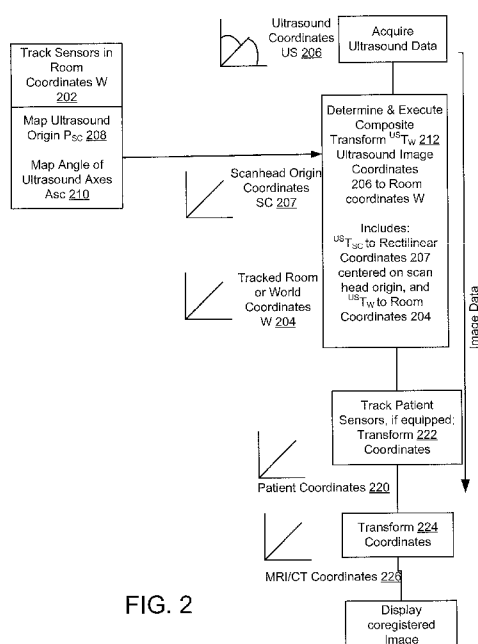 Ultrasound
Coordinates
US 206
Acquire
Ultrasound Data
Track Sensors in
Room
Coordinates W
202
Map Ultrasound
Origin PSC 208
Map Angle of
Ultrasound Axes
Asc 210
Determine & Execute
Composite
Transform USTW 212
Ultrasound Image
Coordinates
206 to Room
coordinates W
Includes:
USTSC to Rectilinear
Coordinates 207
centered on scan
head origin, and
USTW to Room
Coordinates 204
Scanhead Origin
Coordinates
SC 207
Tracked Room
or World
Coordinates
W 204
Image Data
Track Patient
Sensors, if equipped;
Transform 222
Coordinates
Patient Coordinates 220
Transform 224
Coordinates
MRI/CT Coordinates 226
Display
coregistered
Image
FIG. 2